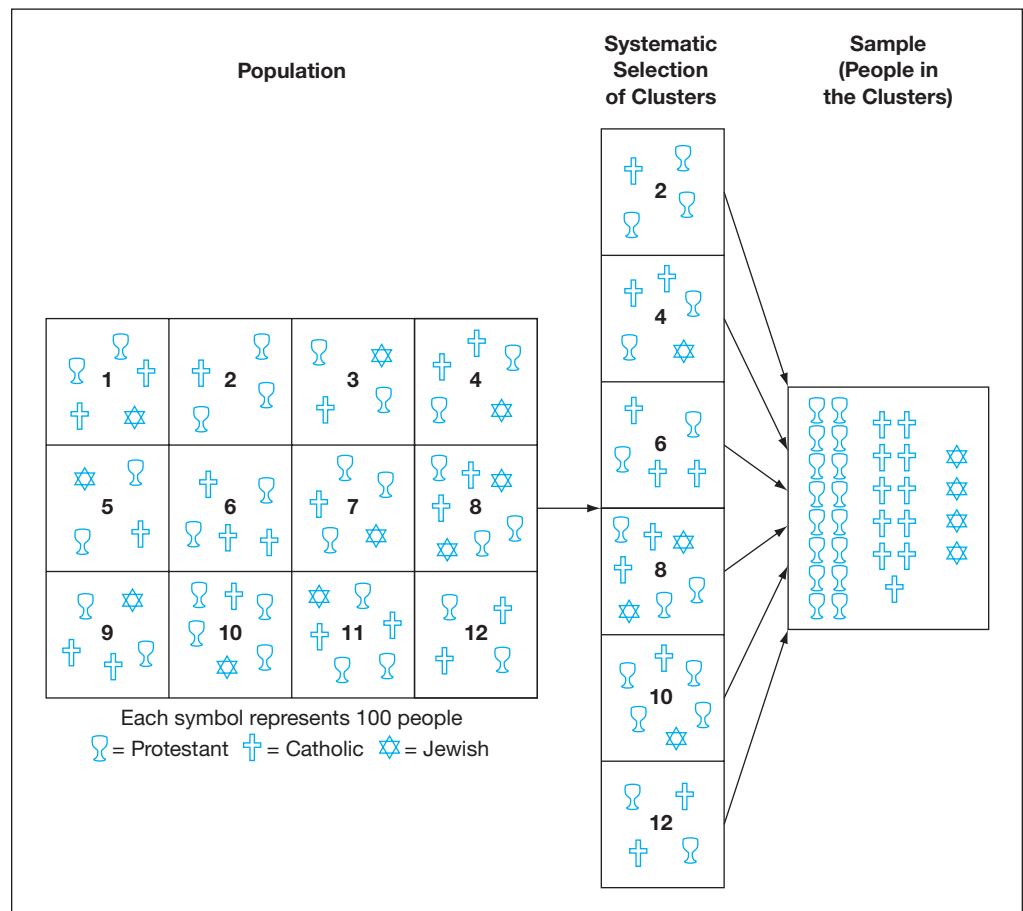 Population
Systematic
Selection
of Clusters
Sample
(People in
the Clusters)
1
2
3
4
5
6
7
8
9
10
11
12
Each symbol represents 100 people
= Protestant = Catholic = Jewish
2
4
6
8
10
12